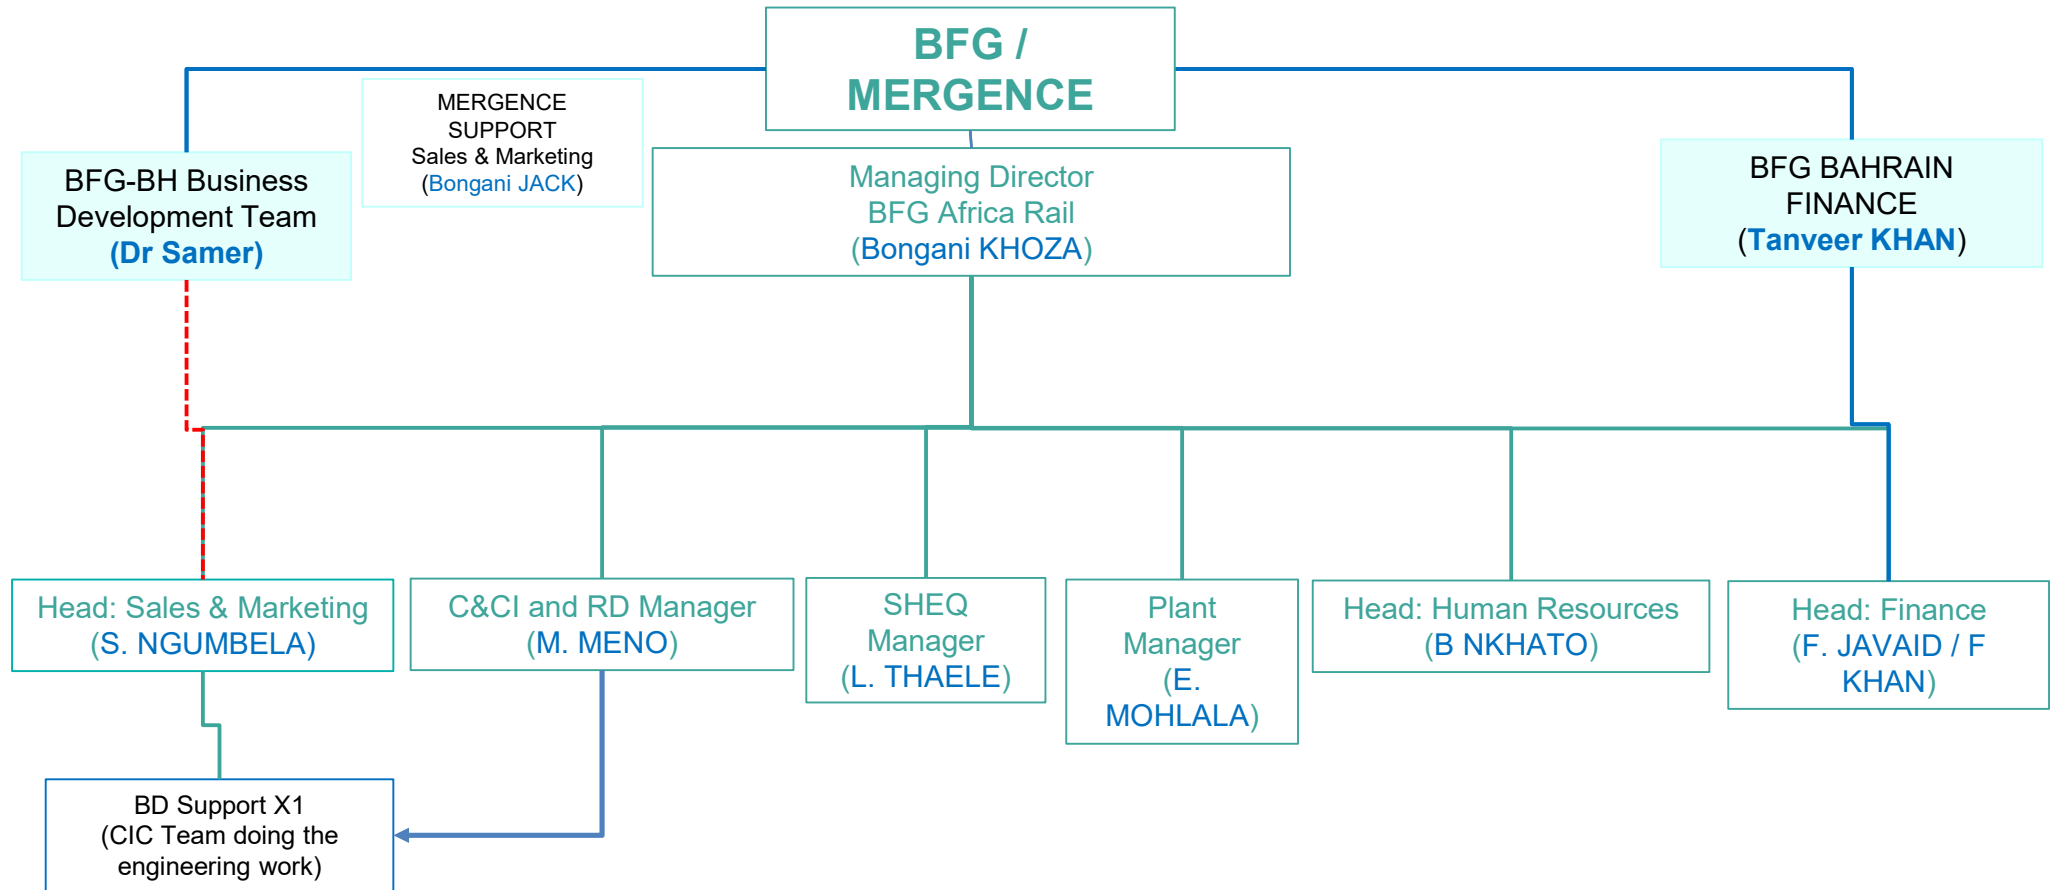 BFG /
MERGENCE
MERGENCE
SUPPORT
Sales & Marketing
(Bongani JACK)
BFG-BH Business
Development Team
(Dr Samer)
Managing Director
BFG Africa Rail
(Bongani KHOZA)
BFG BAHRAIN
FINANCE
(Tanveer KHAN)
Head: Sales & Marketing
(S. NGUMBELA)
C&CI and RD Manager
(M. MENO)
SHEQ
Manager
(L. THAELE)
Plant
Manager
(E.
MOHLALA)
Head: Human Resources
(B NKHATO)
Head: Finance
(F. JAVAID / F
KHAN)
BD Support X1
(CIC Team doing the
engineering work)